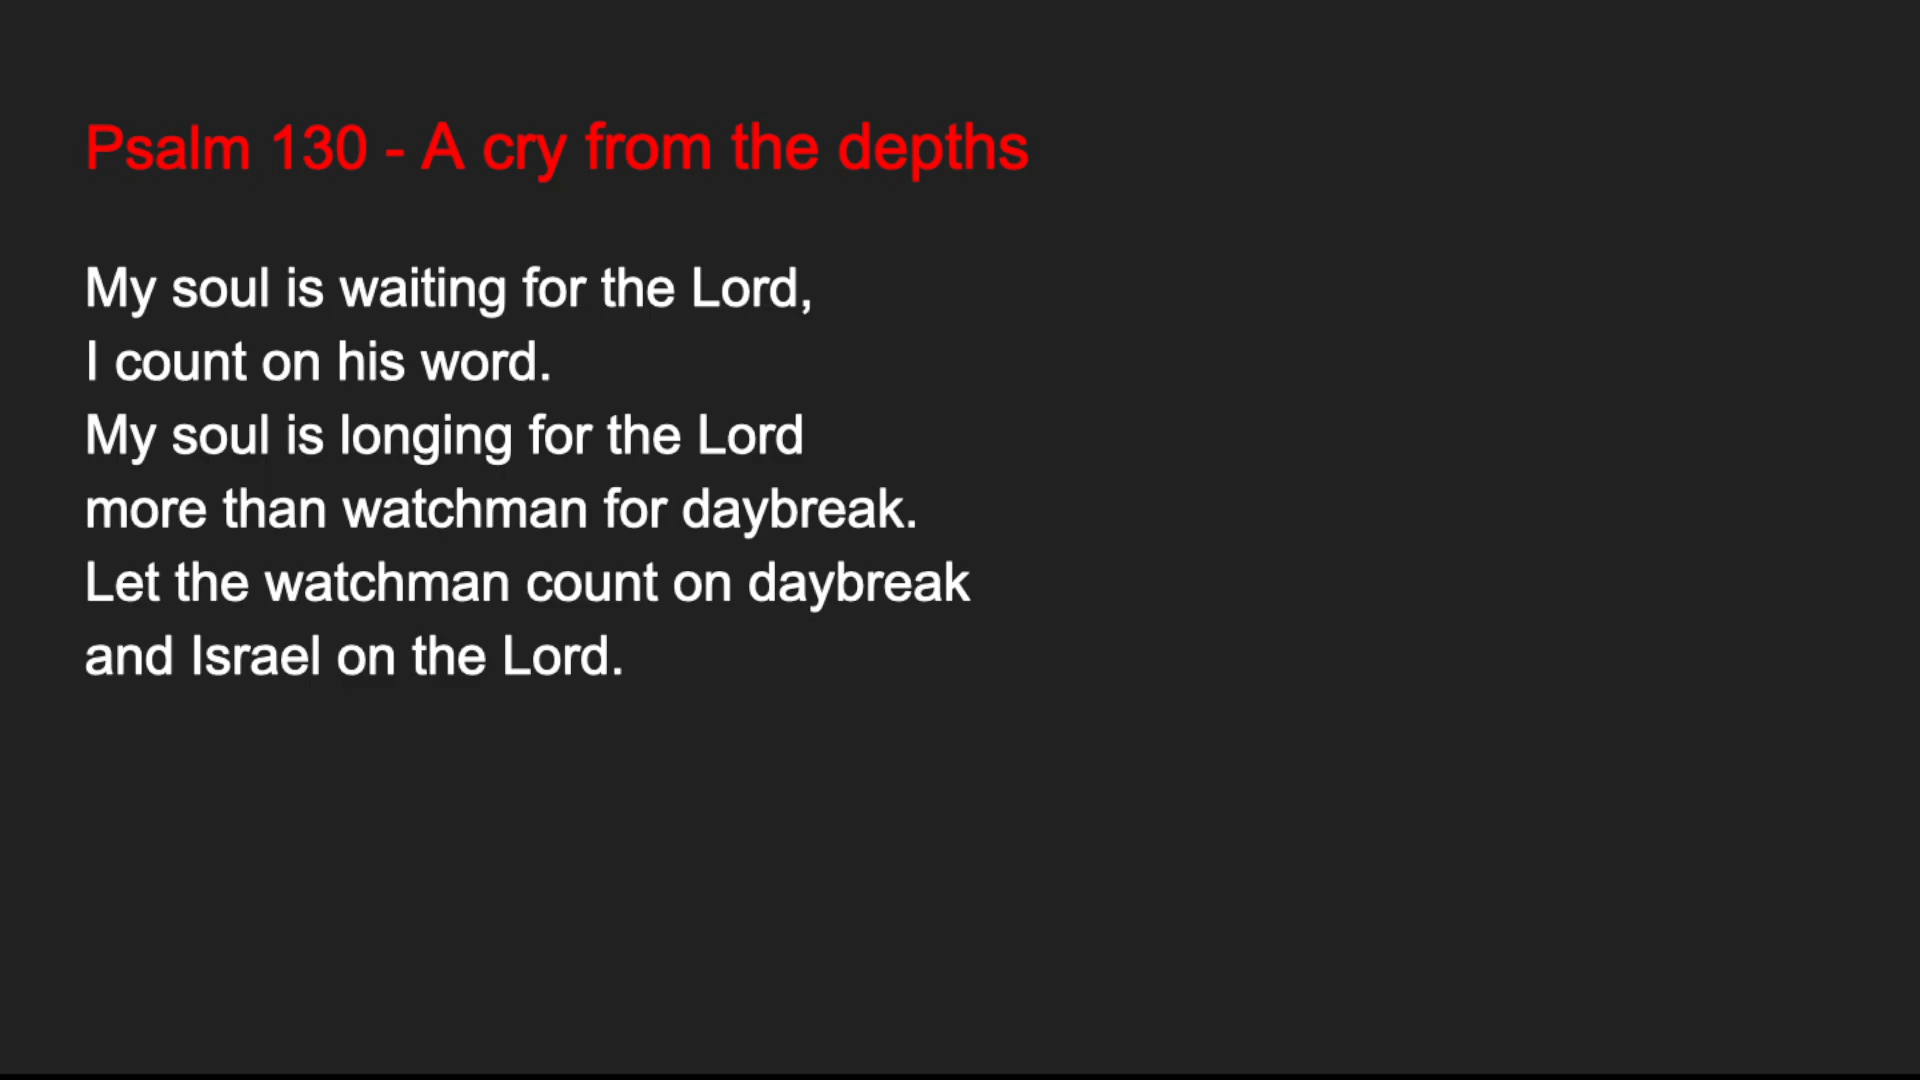 Psalm 130 - A cry from the depths
My soul is waiting for the Lord,
I count on his word.
My soul is longing for the Lord
more than watchman for daybreak.
Let the watchman count on daybreak
and Israel on the Lord.